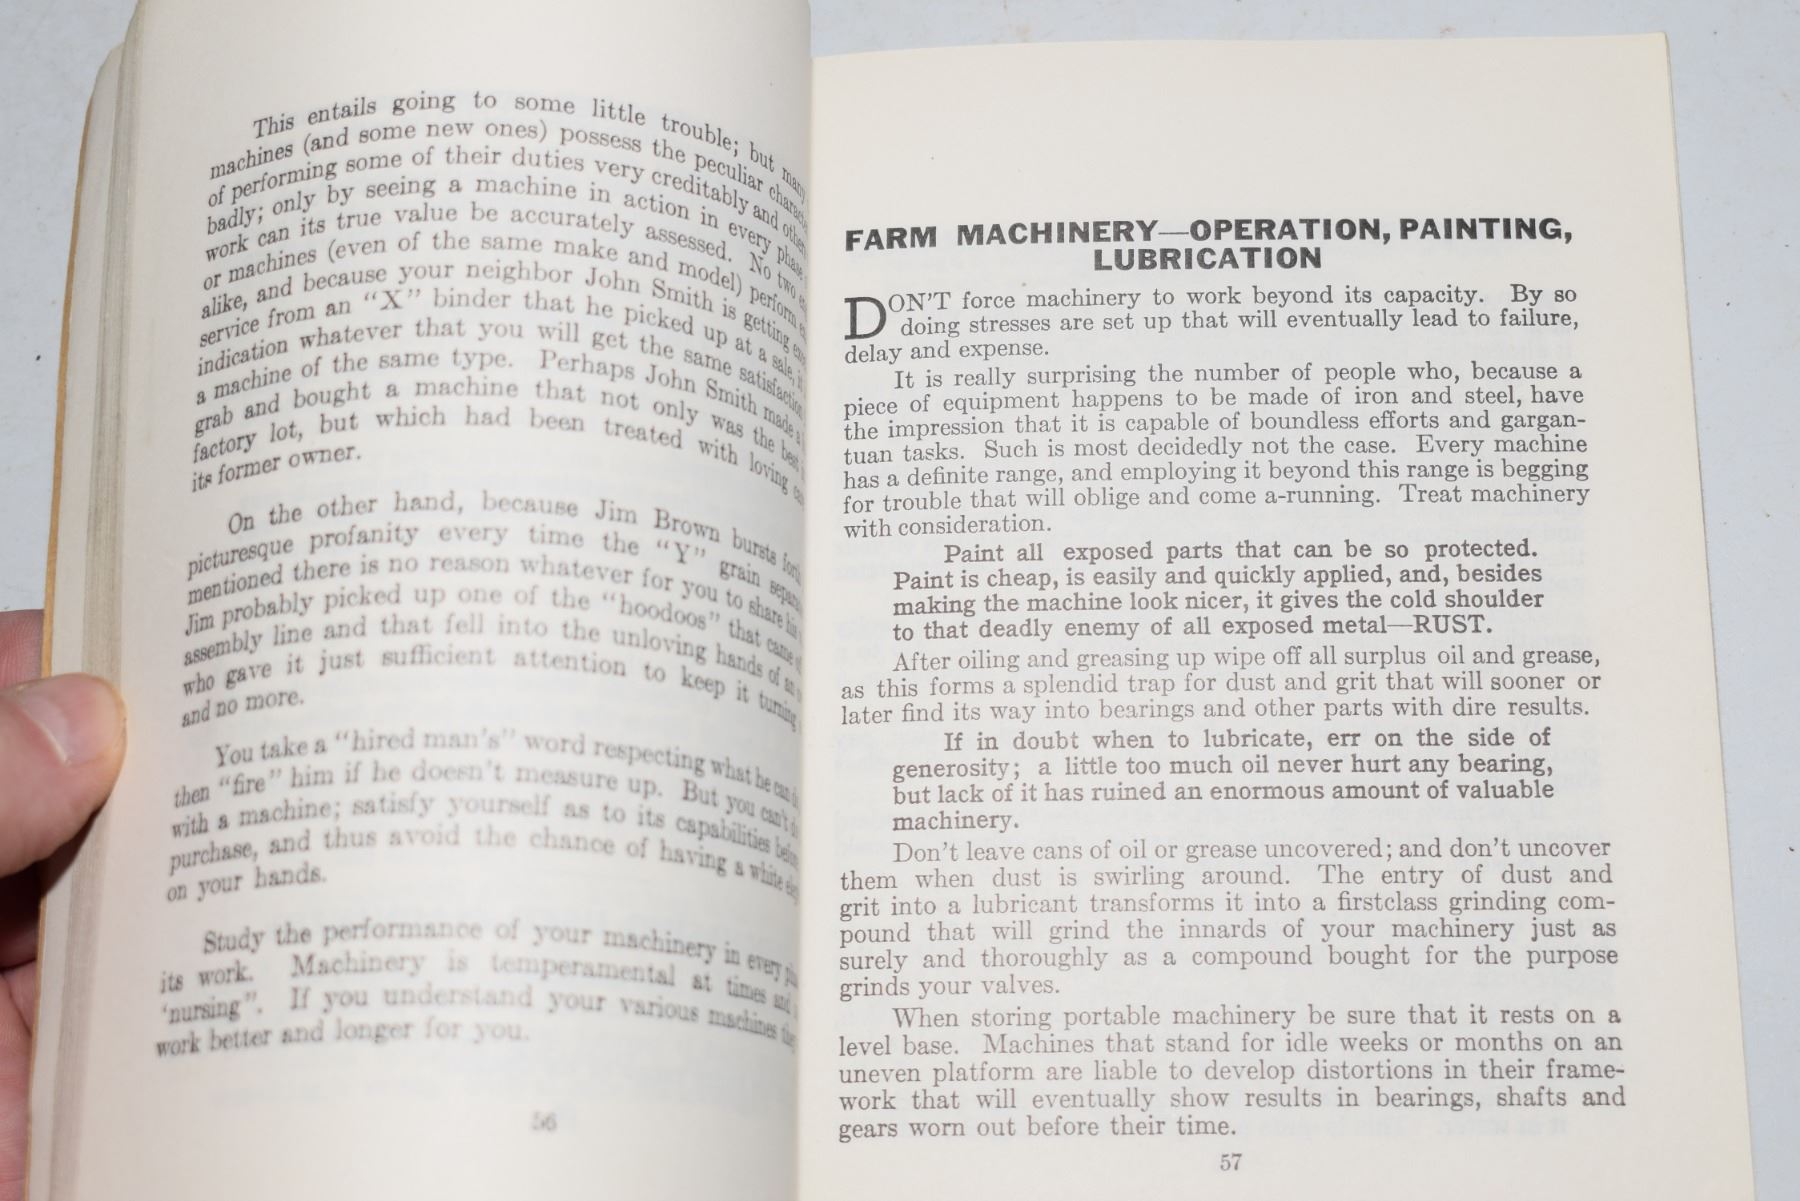 This entails going to some little trouble; but many
machines (and some new ones) possess the peculiar
of performing some of their duties very creditably and
badly; only by seeing a machine in action in every phase
work can its true value be accurately assessed. No two
or machines (even of the same make and model) perform
alike, and because your neighbor John Smith is getting
service from an "X" binder that he picked up at a sale,
indication whatever that you will get the same satisfaction
a machine of the same type. Perhaps John Smith made a
grab and bought a machine that not only was the best
factory lot, but which had been treated with loving
its former owner.
On the other hand, because Jim Brown bursts forth
picturesque profanity every time the "Y" grain
mentioned there is no reason whatever for you to share his
Jim probably picked up one of the "hoodoos" that came
assembly line and that fell into the unloving hands of an
who gave it just sufficient attention to keep it turning
and no more.
You take a "hired man's" word respecting what he can
then "fire" him if he doesn't measure up. But you can't
with a machine; satisfy yourself as to its capabilities
purchase, and thus avoid the chance of having a white
on your hands.
Study the performance of your machinery in every
its work. Machinery is temperamental at times and
'nursing". If you understand your various machines
work better and longer for you.
56
FARM MACHINERY—OPERATION, PAINTING,
LUBRICATION
DON'T force machinery to work beyond its capacity. By so
doing stresses are set up that will eventually lead to failure,
delay and expense.
It is really surprising the number of people who, because a
piece of equipment happens to be made of iron and steel, have
the impression that it is capable of boundless efforts and gargan-
tuan tasks. Such is most decidedly not the case. Every machine
has a definite range, and employing it beyond this range is begging
for trouble that will oblige and come a-running. Treat machinery
with consideration.
Paint all exposed parts that can be so protected.
Paint is cheap, is easily and quickly applied, and, besides
making the machine look nicer, it gives the cold shoulder
to that deadly enemy of all exposed metal—RUST.
After oiling and greasing up wipe off all surplus oil and grease,
as this forms a splendid trap for dust and grit that will sooner or
later find its way into bearings and other parts with dire results.
If in doubt when to lubricate, err on the side of
generosity; a little too much oil never hurt any bearing,
but lack of it has ruined an enormous amount of valuable
machinery.
Don't leave cans of oil or grease uncovered; and don't uncover
them when dust is swirling around. The entry of dust and
grit into a lubricant transforms it into a firstclass grinding com-
pound that will grind the innards of your machinery just as
surely and thoroughly as a compound bought for the purpose
grinds your valves.
When storing portable machinery be sure that it rests on a
level base. Machines that stand for idle weeks or months on an
uneven platform are liable to develop distortions in their frame-
work that will eventually show results in bearings, shafts and
gears worn out before their time.
57